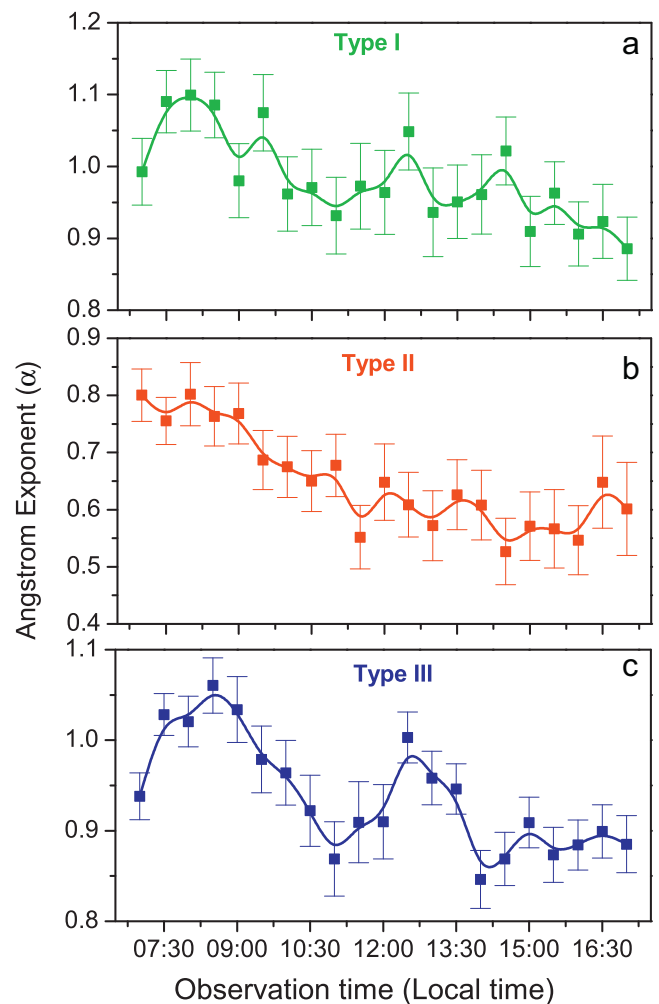 1.2
Type I
a
1.1
1.0
0.9
0.8
0.9
Type II
b
0.8
0.7
0.6
0.5
0.4
Angstrom Exponent (α)
1.1
Type III
c
1.0
0.9
0.8
07:30 09:00 10:30 12:00 13:30 15:00 16:30
Observation time (Local time)